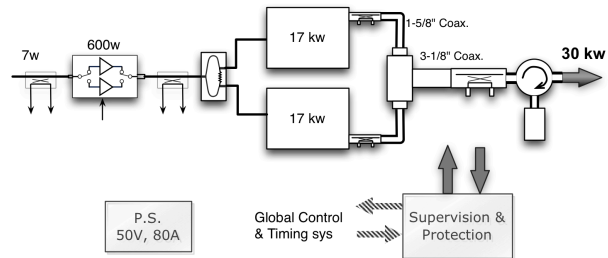 7w
600w
17 kw
1-5/8" Coax.
3-1/8" Coax.
30 kw
17 kw
P.S.
50V, 80A
Global Control
& Timing sys
Supervision &
Protection